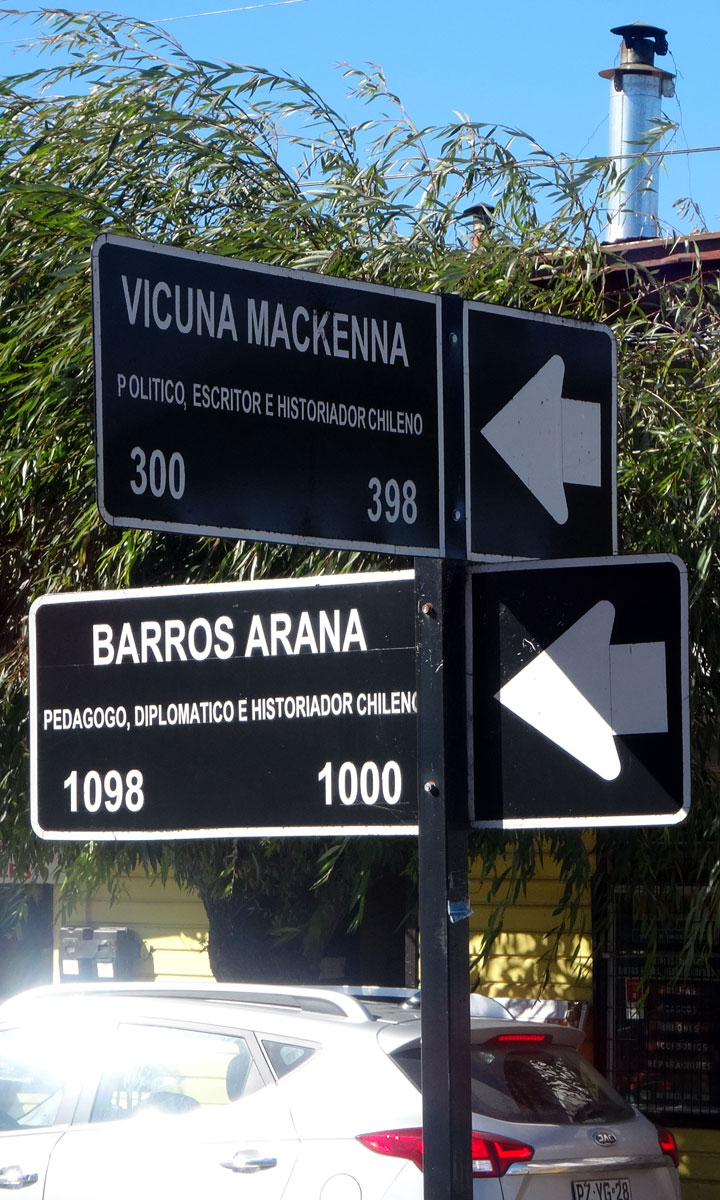 VICUNA MACKENNA
POLITICO, ESCRITOR E HISTORIADOR CHILENO
300 398
BARROS ARANA
PEDAGOGO, DIPLOMATICO E HISTORIADOR CHILENO
1098 1000